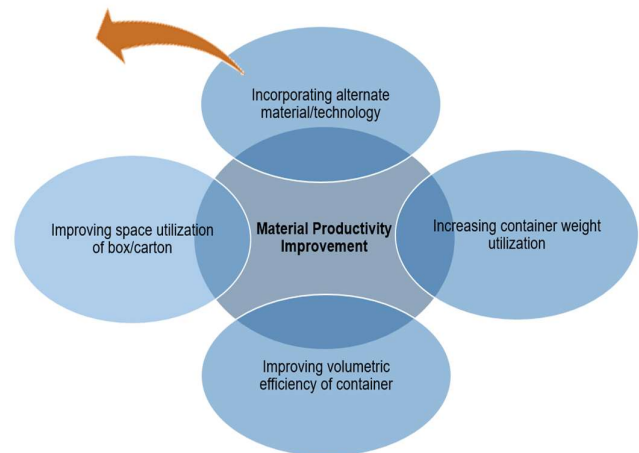 Incorporating alternate
material/technology
Improving space utilization
of box/carton
Material Productivity
Improvement
Increasing container weight
utilization
Improving volumetric
efficiency of container